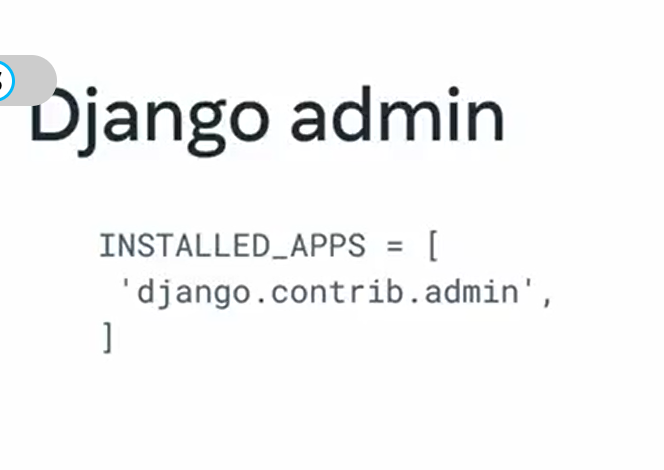 Django admin
INSTALLED_APPS = [
'django.contrib.admin',
]